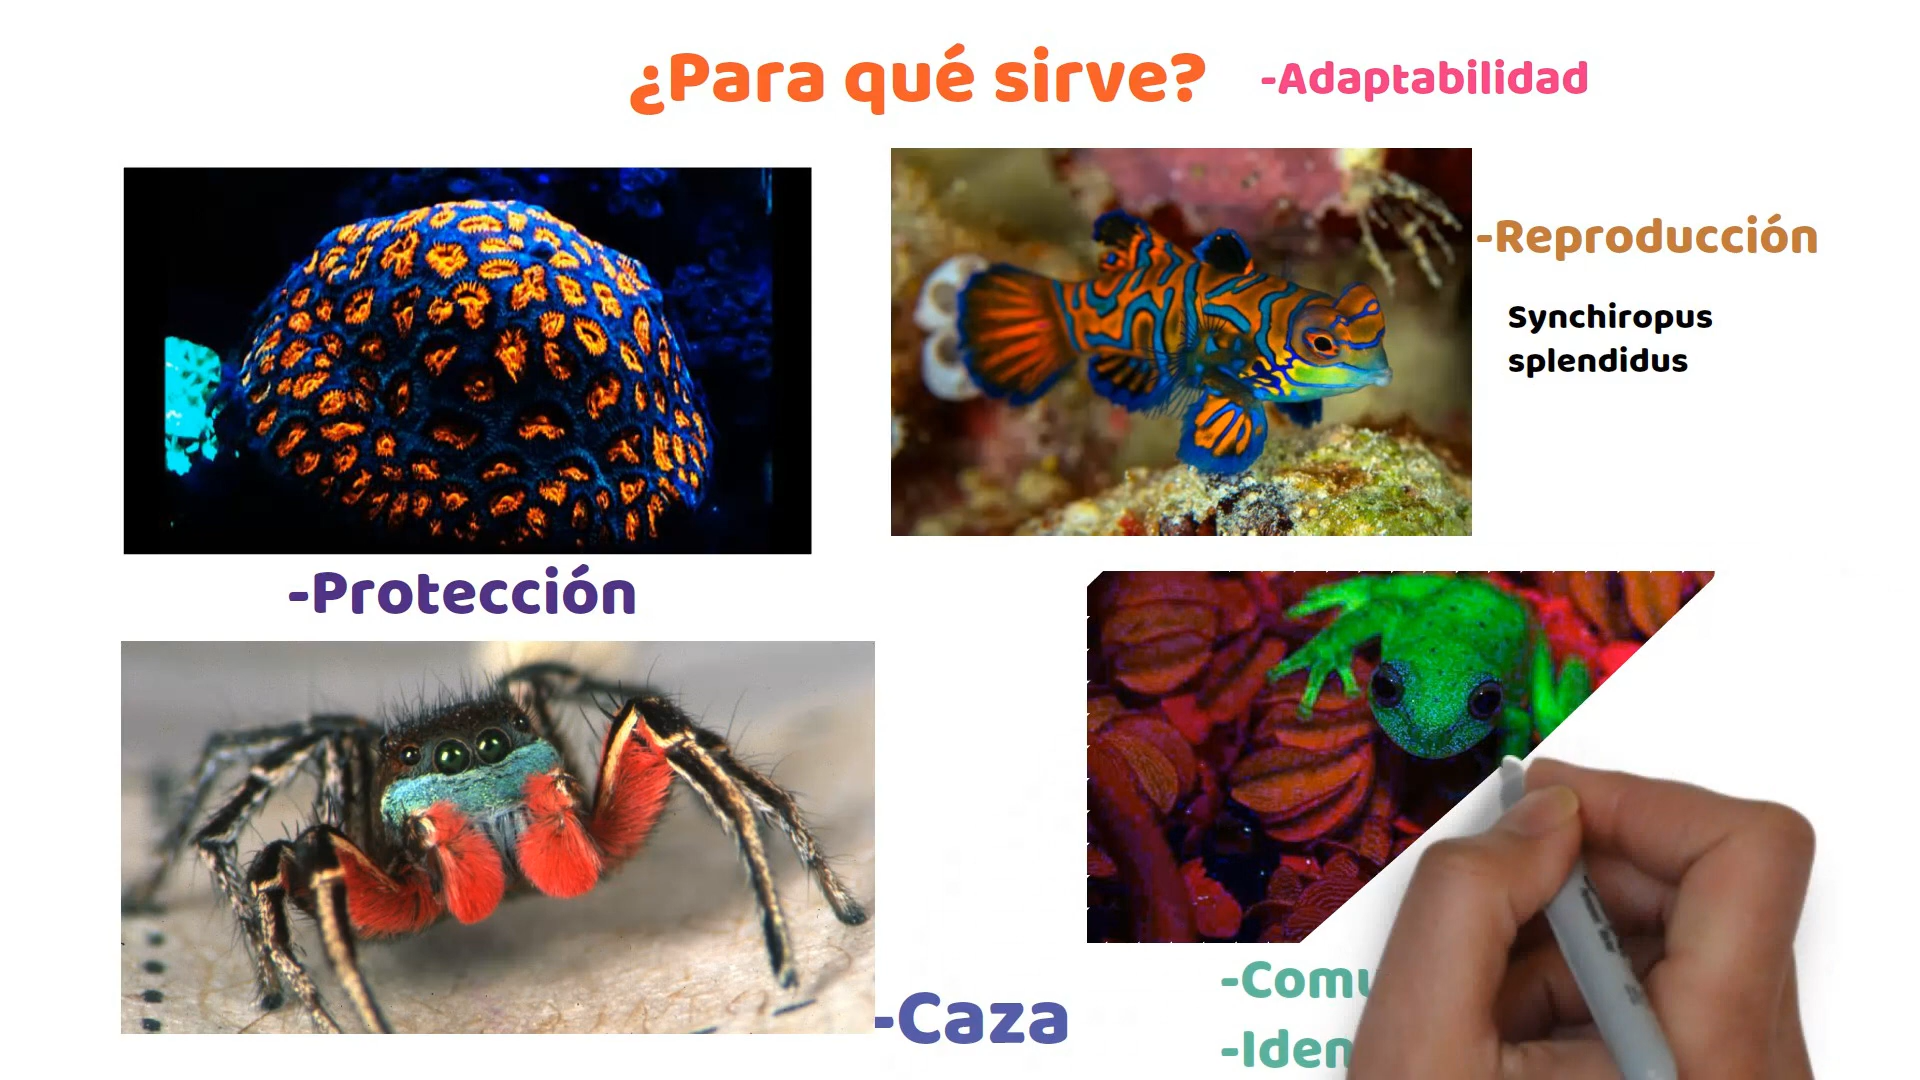 ¿Para qué sirve?
-Adaptabilidad
-Reproducción
Synchiropus
splendidus
-Protección
-Caza